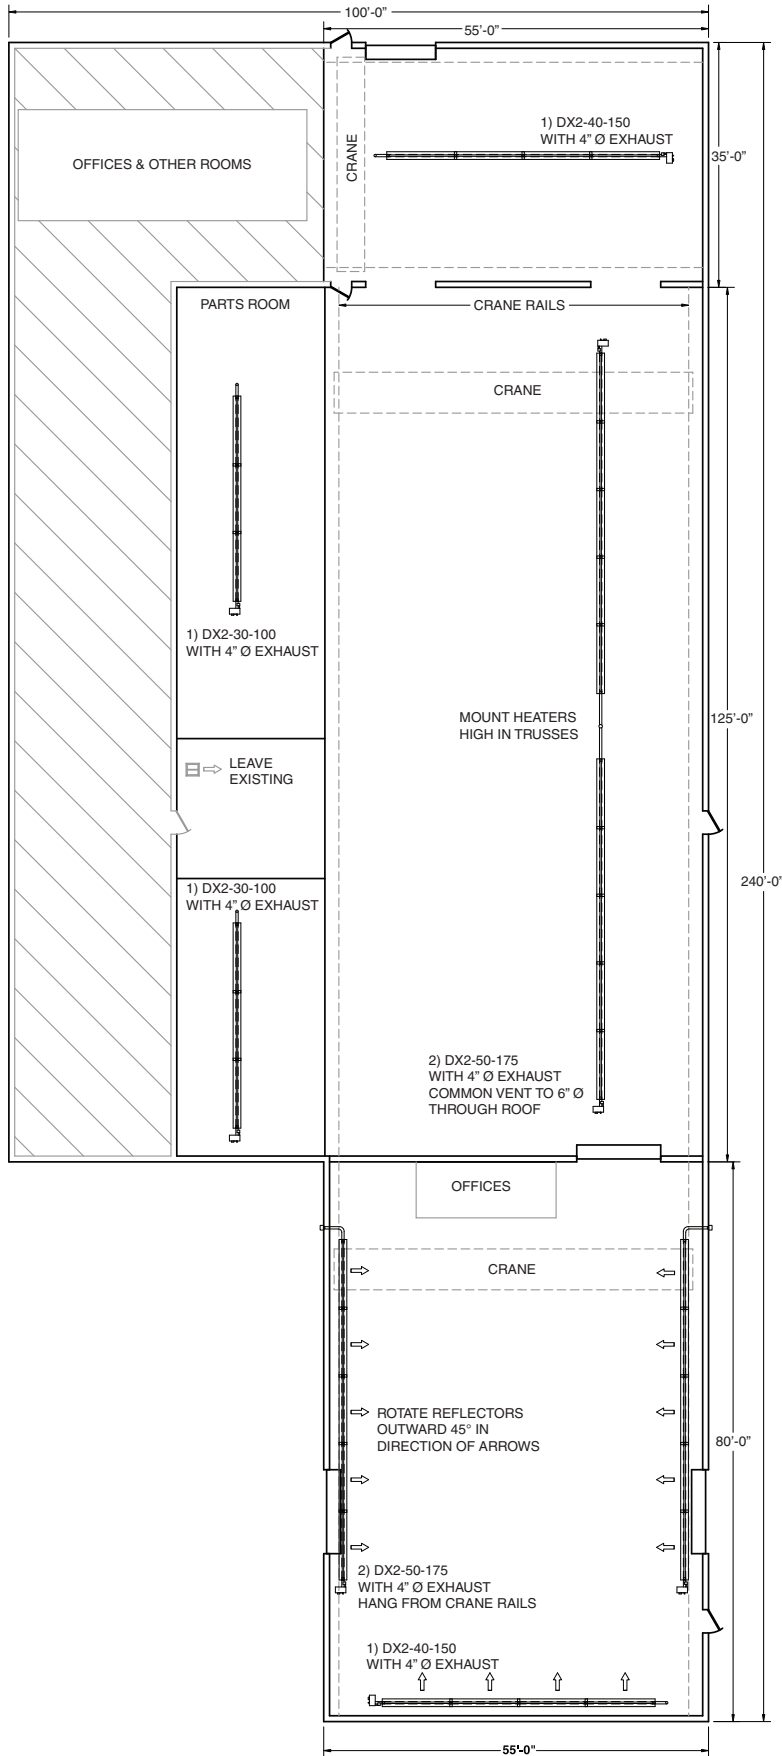 100'-0"
55'-0"
1) DX2-40-150
WITH 4” Ø EXHAUST
OFFICES & OTHER ROOMS
CRANE
35’-0”
PARTS ROOM
CRANE RAILS
CRANE
1) DX2-30-100
WITH 4” Ø EXHAUST
MOUNT HEATERS
HIGH IN TRUSSES
125’-0”
LEAVE
EXISTING
240’-0”
1) DX2-30-100
WITH 4” Ø EXHAUST
2) DX2-50-175
WITH 4” Ø EXHAUST
COMMON VENT TO 6” Ø
THROUGH ROOF
OFFICES
CRANE
ROTATE REFLECTORS
OUTWARD 45° IN
DIRECTION OF ARROWS
80’-0”
2) DX2-50-175
WITH 4” Ø EXHAUST
HANG FROM CRANE RAILS
1) DX2-40-150
WITH 4” Ø EXHAUST
55'-0"